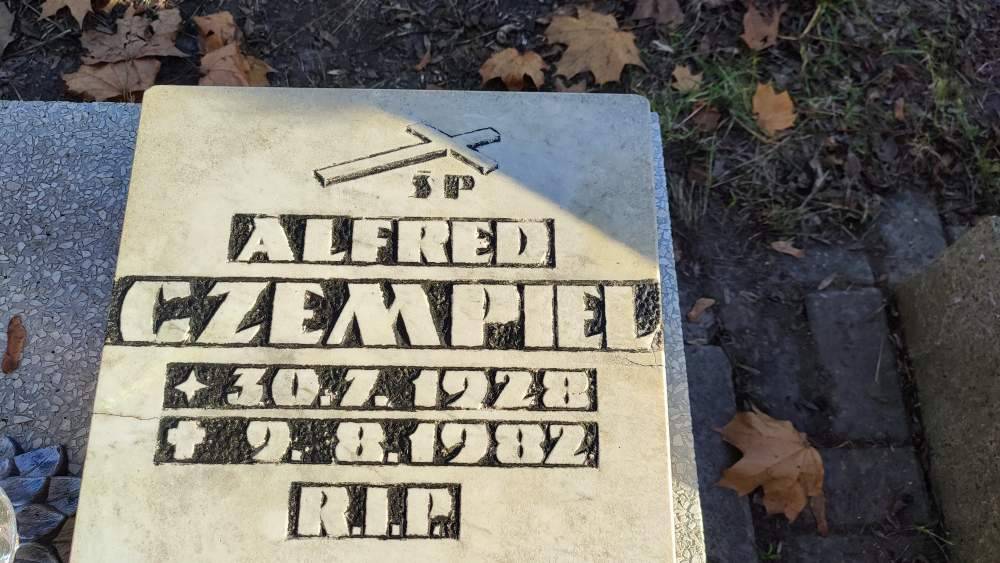 ŚP
ALFRED
CZEMPIEL
30.7.1928
9.8.1982
R.I.P.